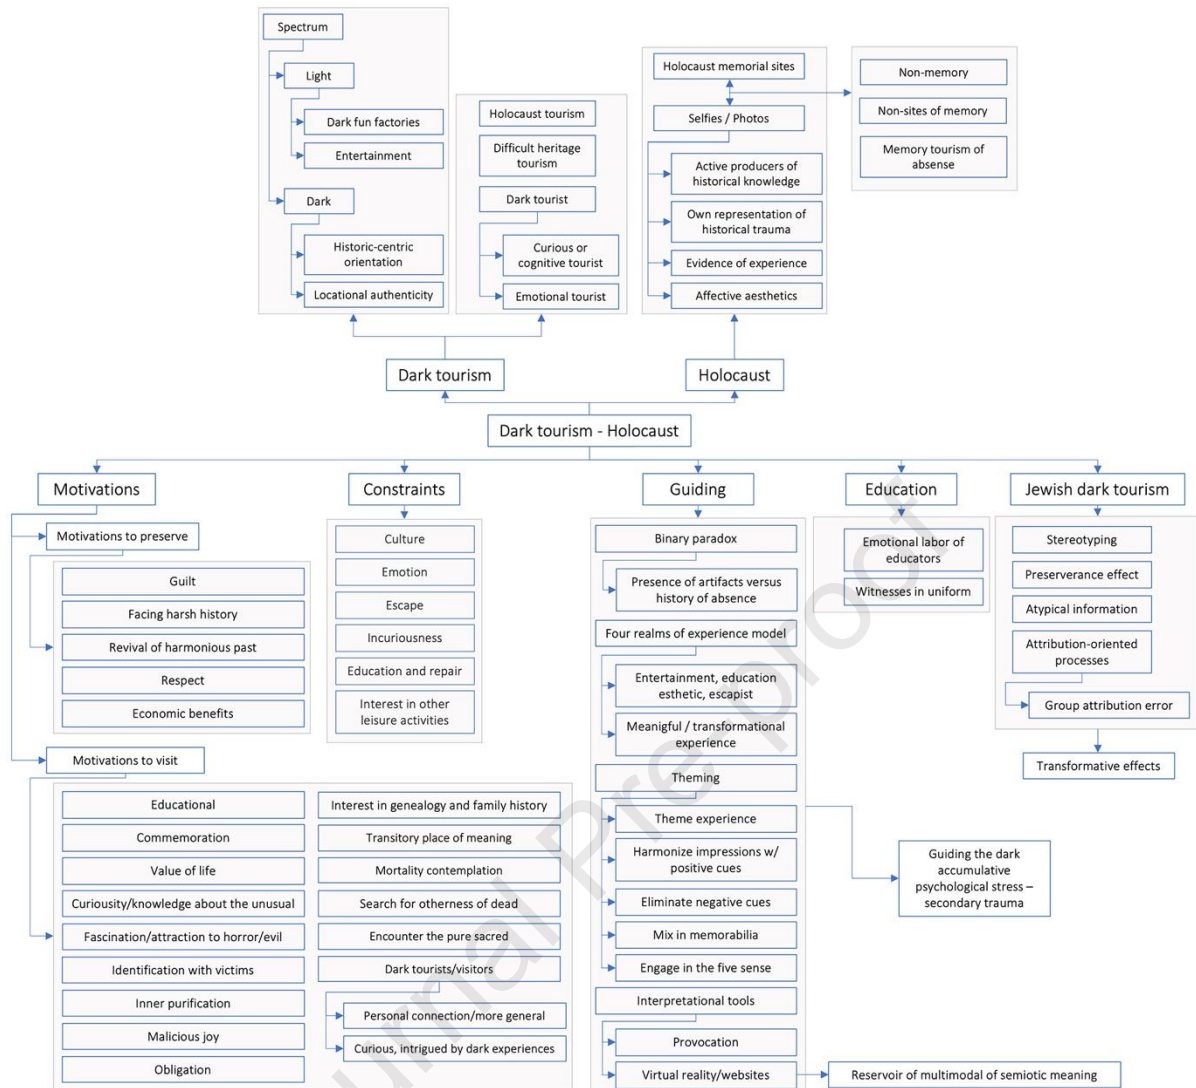 Spectrum
Light
Dark fun factories
Entertainment
Dark
Historic-centric
orientation
Locational authenticity
Holocaust tourism
Difficult heritage
tourism
Dark tourist
Curious or
cognitive tourist
Emotional tourist
Holocaust memorial sites
Selfies / Photos
Active producers of
historical knowledge
Own representation of
historical trauma
Evidence of experience
Affective aesthetics
Non-memory
Non-sites of memory
Memory tourism of
absense
Dark tourism
Holocaust
Dark tourism - Holocaust
Motivations
Motivations to preserve
Guilt
Facing harsh history
Revival of harmonious past
Respect
Economic benefits
Motivations to visit
Educational
Commemoration
Value of life
Curiousity/knowledge about the unusual
Fascination/attraction to horror/evil
Identification with victims
Inner purification
Malicious joy
Obligation
Interest in genealogy and family history
Transitory place of meaning
Mortality contemplation
Search for otherness of dead
Encounter the pure sacred
Dark tourists/visitors
Personal connection/more general
Curious, intrigued by dark experiences
Constraints
Culture
Emotion
Escape
Incuriousness
Education and repair
Interest in other
leisure activities
Guiding
Binary paradox
Presence of artifacts versus
history of absence
Four realms of experience model
Entertainment, education
esthetic, escapist
Meanigful / transformational
experience
Theming
Theme experience
Harmonize impressions w/
positive cues
Eliminate negative cues
Mix in memorabilia
Engage in the five sense
Interpretational tools
Provocation
Virtual reality/websites
Reservoir of multimodal of semiotic meaning
Guiding the dark
accumulative
psychological stress –
secondary trauma
Education
Emotional labor of
educators
Witnesses in uniform
Jewish dark tourism
Stereotyping
Preserverance effect
Atypical information
Attribution-oriented
processes
Group attribution error
Transformative effects
urnal Pre-proof